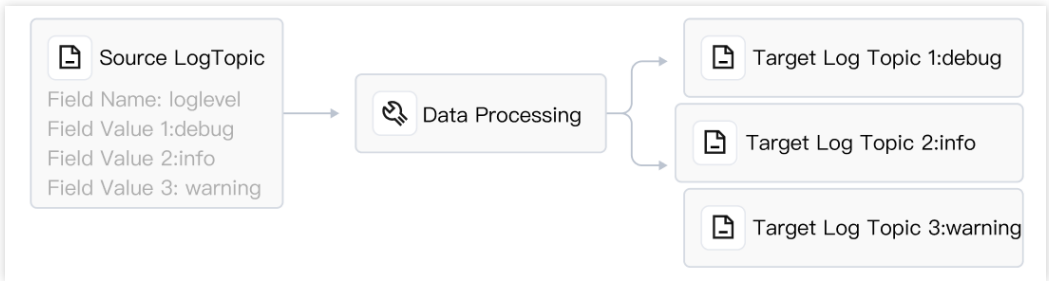 Source LogTopic
Field Name: loglevel
Field Value 1:debug
Field Value 2:info
Field Value 3: warning
Data Processing
Target Log Topic 1:debug
Target Log Topic 2:info
Target Log Topic 3:warning